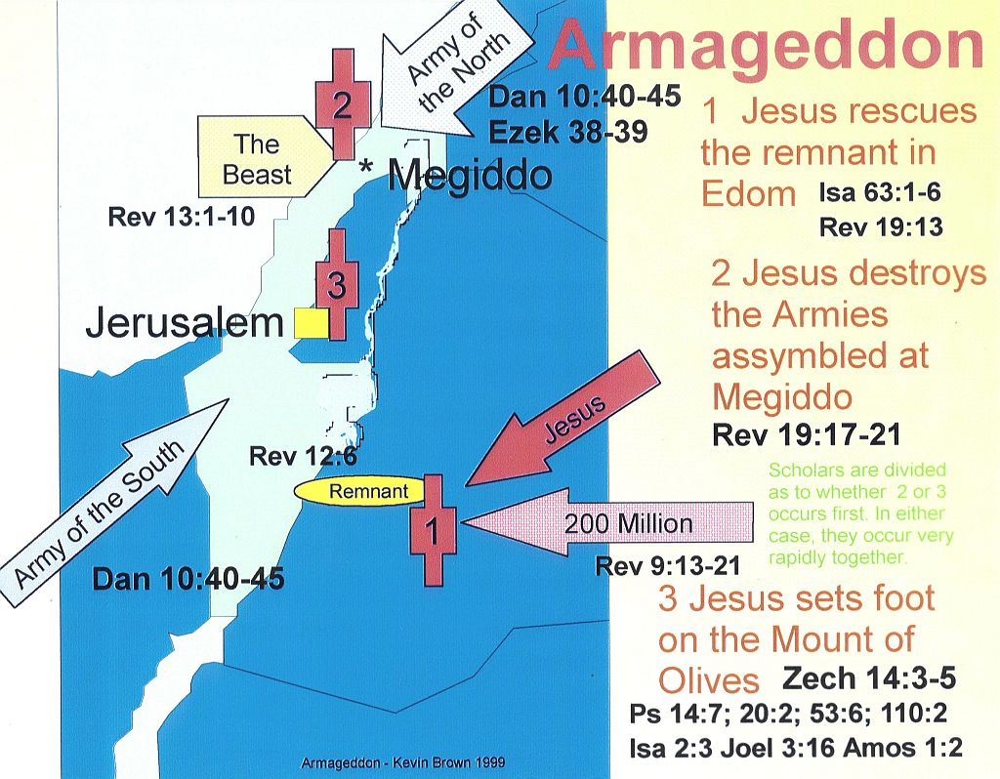 Armageddon
Army of
the North
2
Dan 10:40-45
Ezek 38-39
The
Beast
* Megiddo
Rev 13:1-10
3
Jerusalem
Jesus
Rev 12:6
Remnant
Army of the South
1
200 Million
Rev 9:13-21
Dan 10:40-45
1 Jesus rescues
the remnant in
Edom Isa 63:1-6
Rev 19:13
2 Jesus destroys
the Armies
assymbled at
Megiddo
Rev 19:17-21
Scholars are divided
as to whether 2 or 3
occurs first. In either
case, they occur very
rapidly together.
3 Jesus sets foot
on the Mount of
Olives Zech 14:3-5
Ps 14:7; 20:2; 53:6; 110:2
Isa 2:3 Joel 3:16 Amos 1:2
Armageddon - Kevin Brown 1999